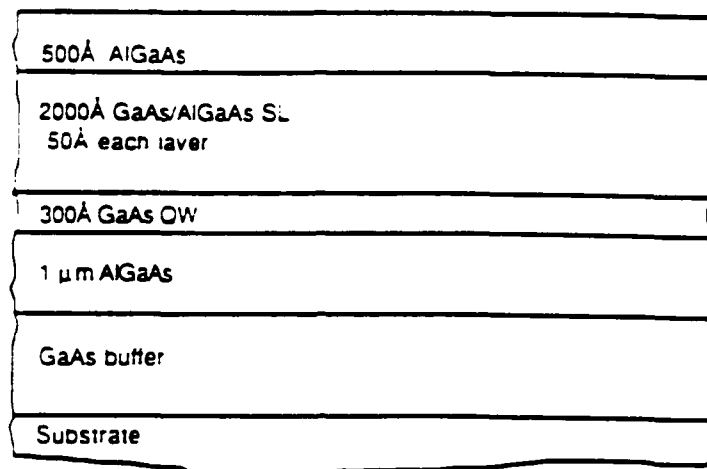 500Å AlGaAs
2000Å GaAs/AlGaAs SL
50Å each layer
300Å GaAs QW
1 μm AlGaAs
GaAs buffer
Substrate